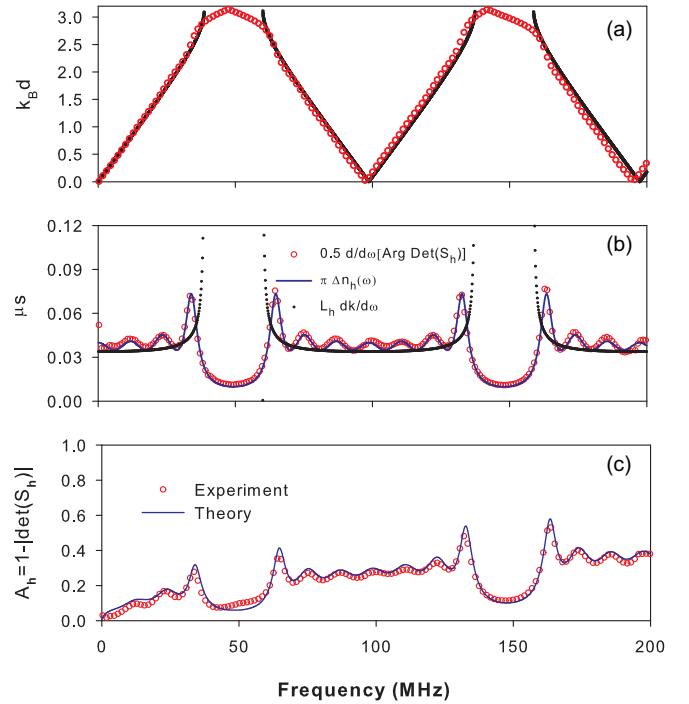 (a)
k_B d
3.0
2.5
2.0
1.5
1.0
0.5
0.0
(b)
μs
0.12
0.09
0.06
0.03
0.00
0.5 d/dω[Arg Det(S_h)]
π Δn_h(ω)
L_h dk/dω
(c)
A_h=1-|det(S_h)|
1.0
0.8
0.6
0.4
0.2
0.0
Experiment
Theory
0 50 100 150 200
Frequency (MHz)